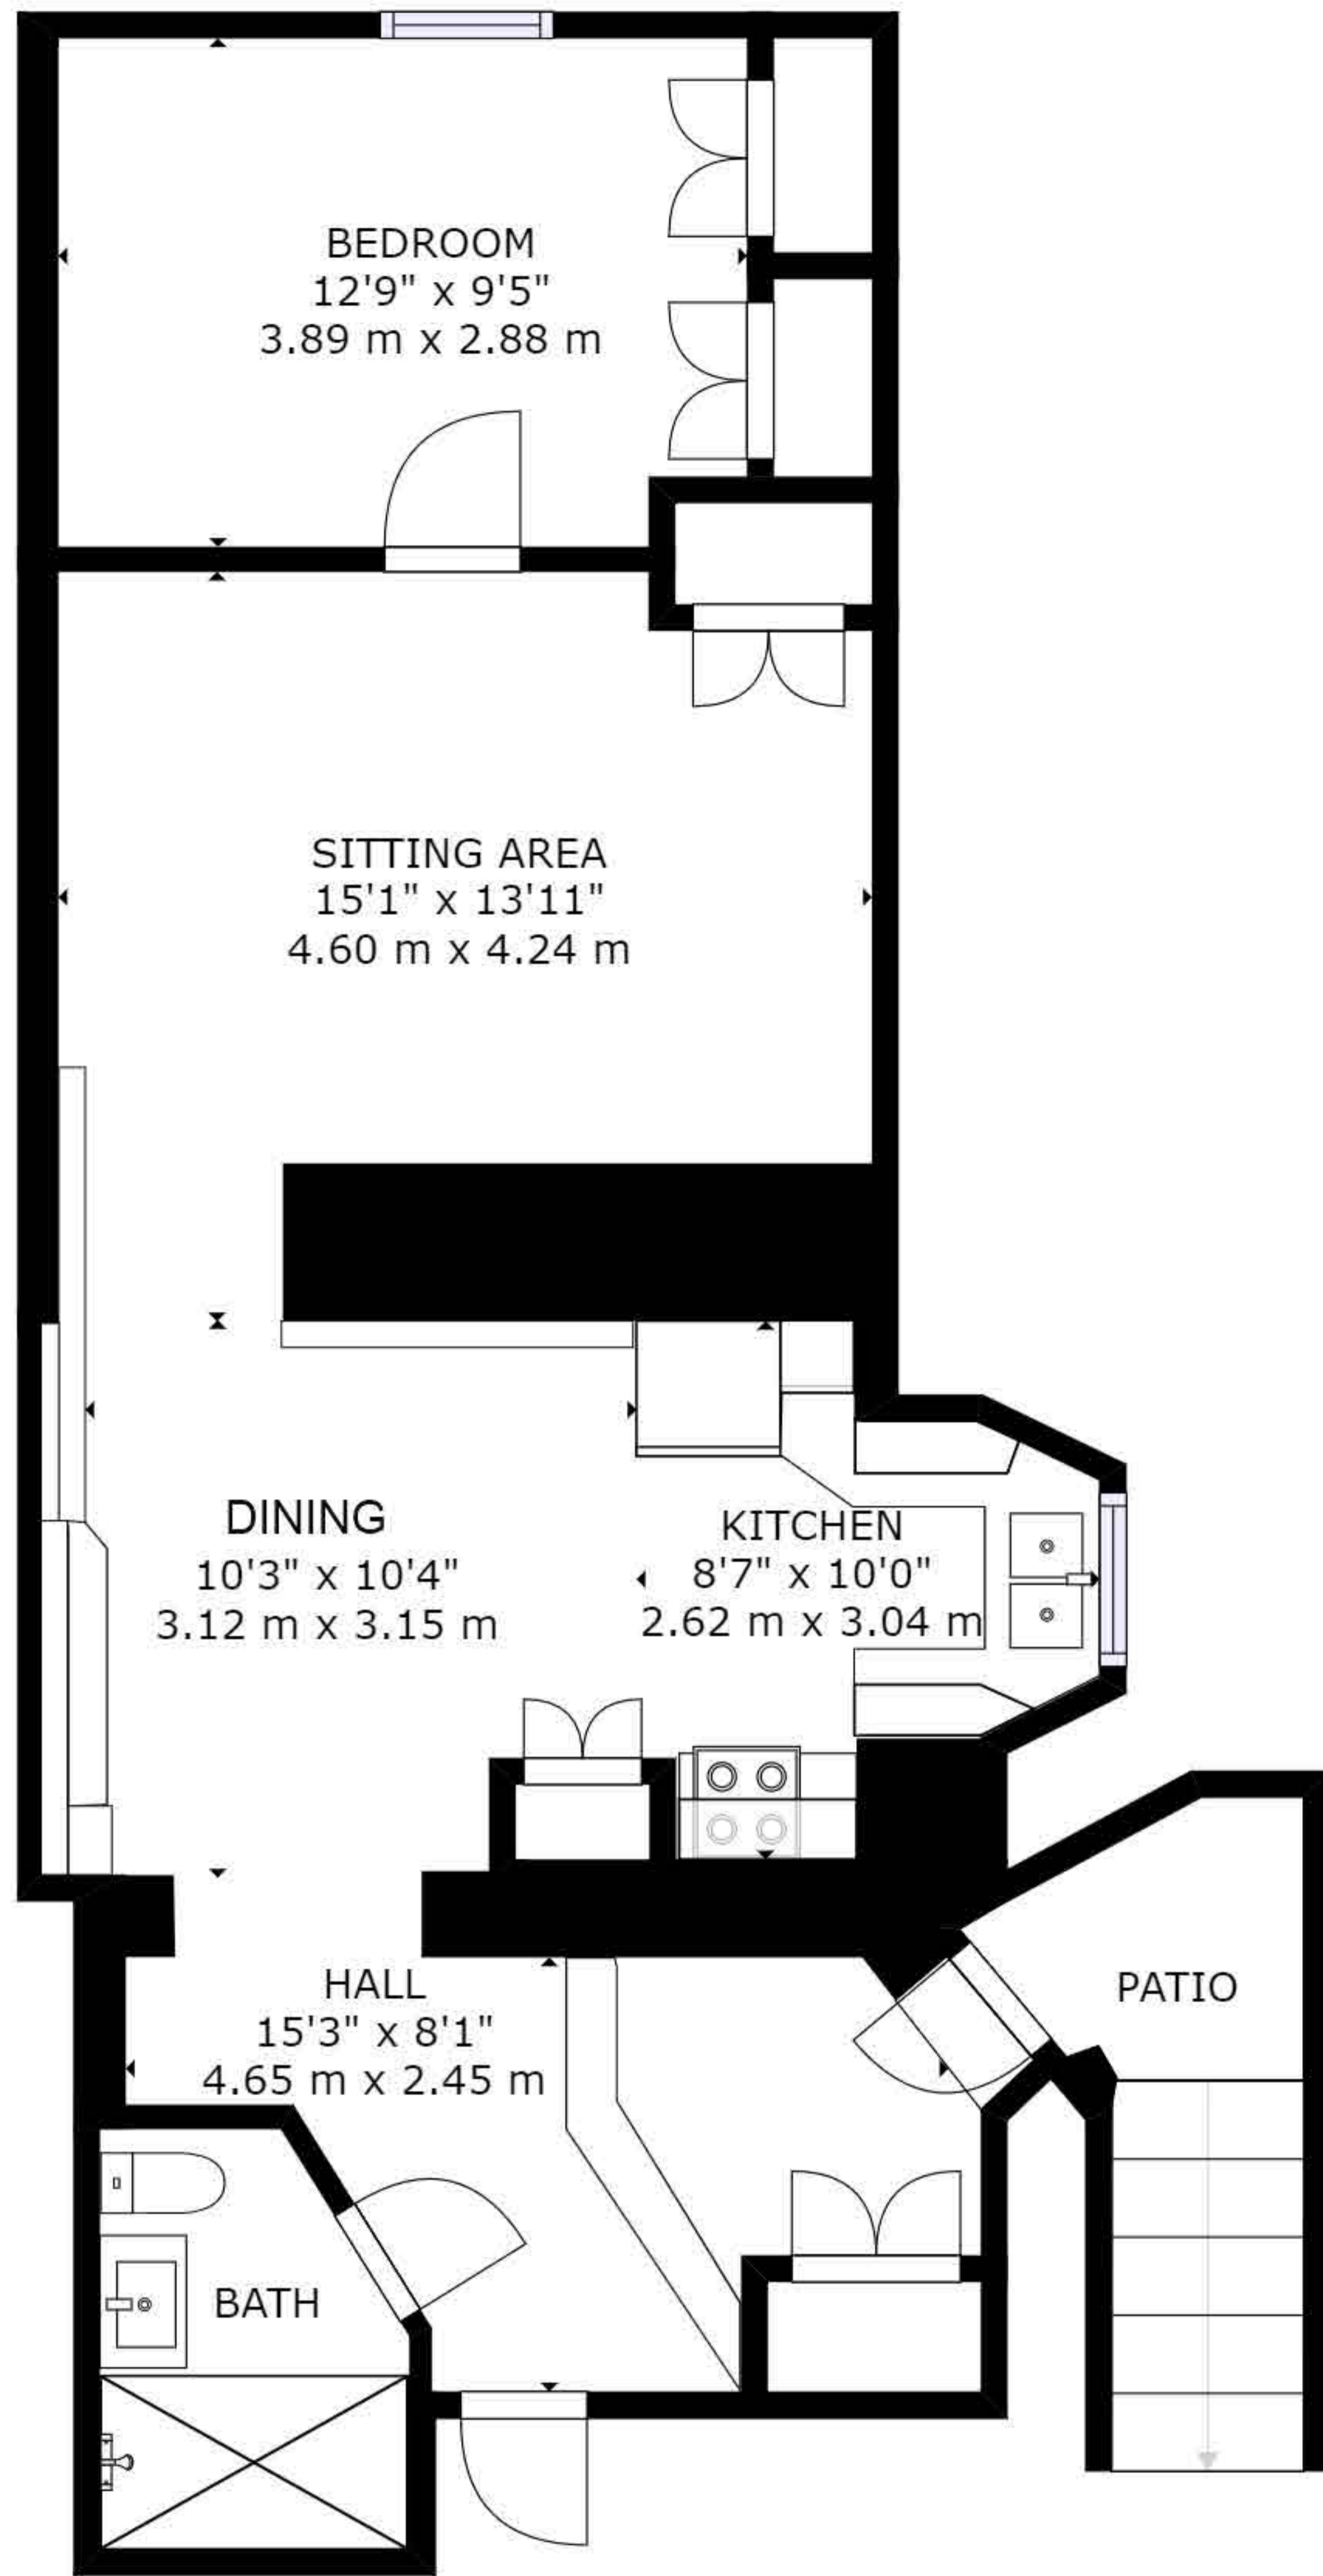 BEDROOM
12'9" x 9'5"
3.89 m x 2.88 m
SITTING AREA
15'1" x 13'11"
4.60 m x 4.24 m
DINING
10'3" x 10'4"
3.12 m x 3.15 m
KITCHEN
8'7" x 10'0"
2.62 m x 3.04 m
HALL
15'3" x 8'1"
4.65 m x 2.45 m
PATIO
BATH